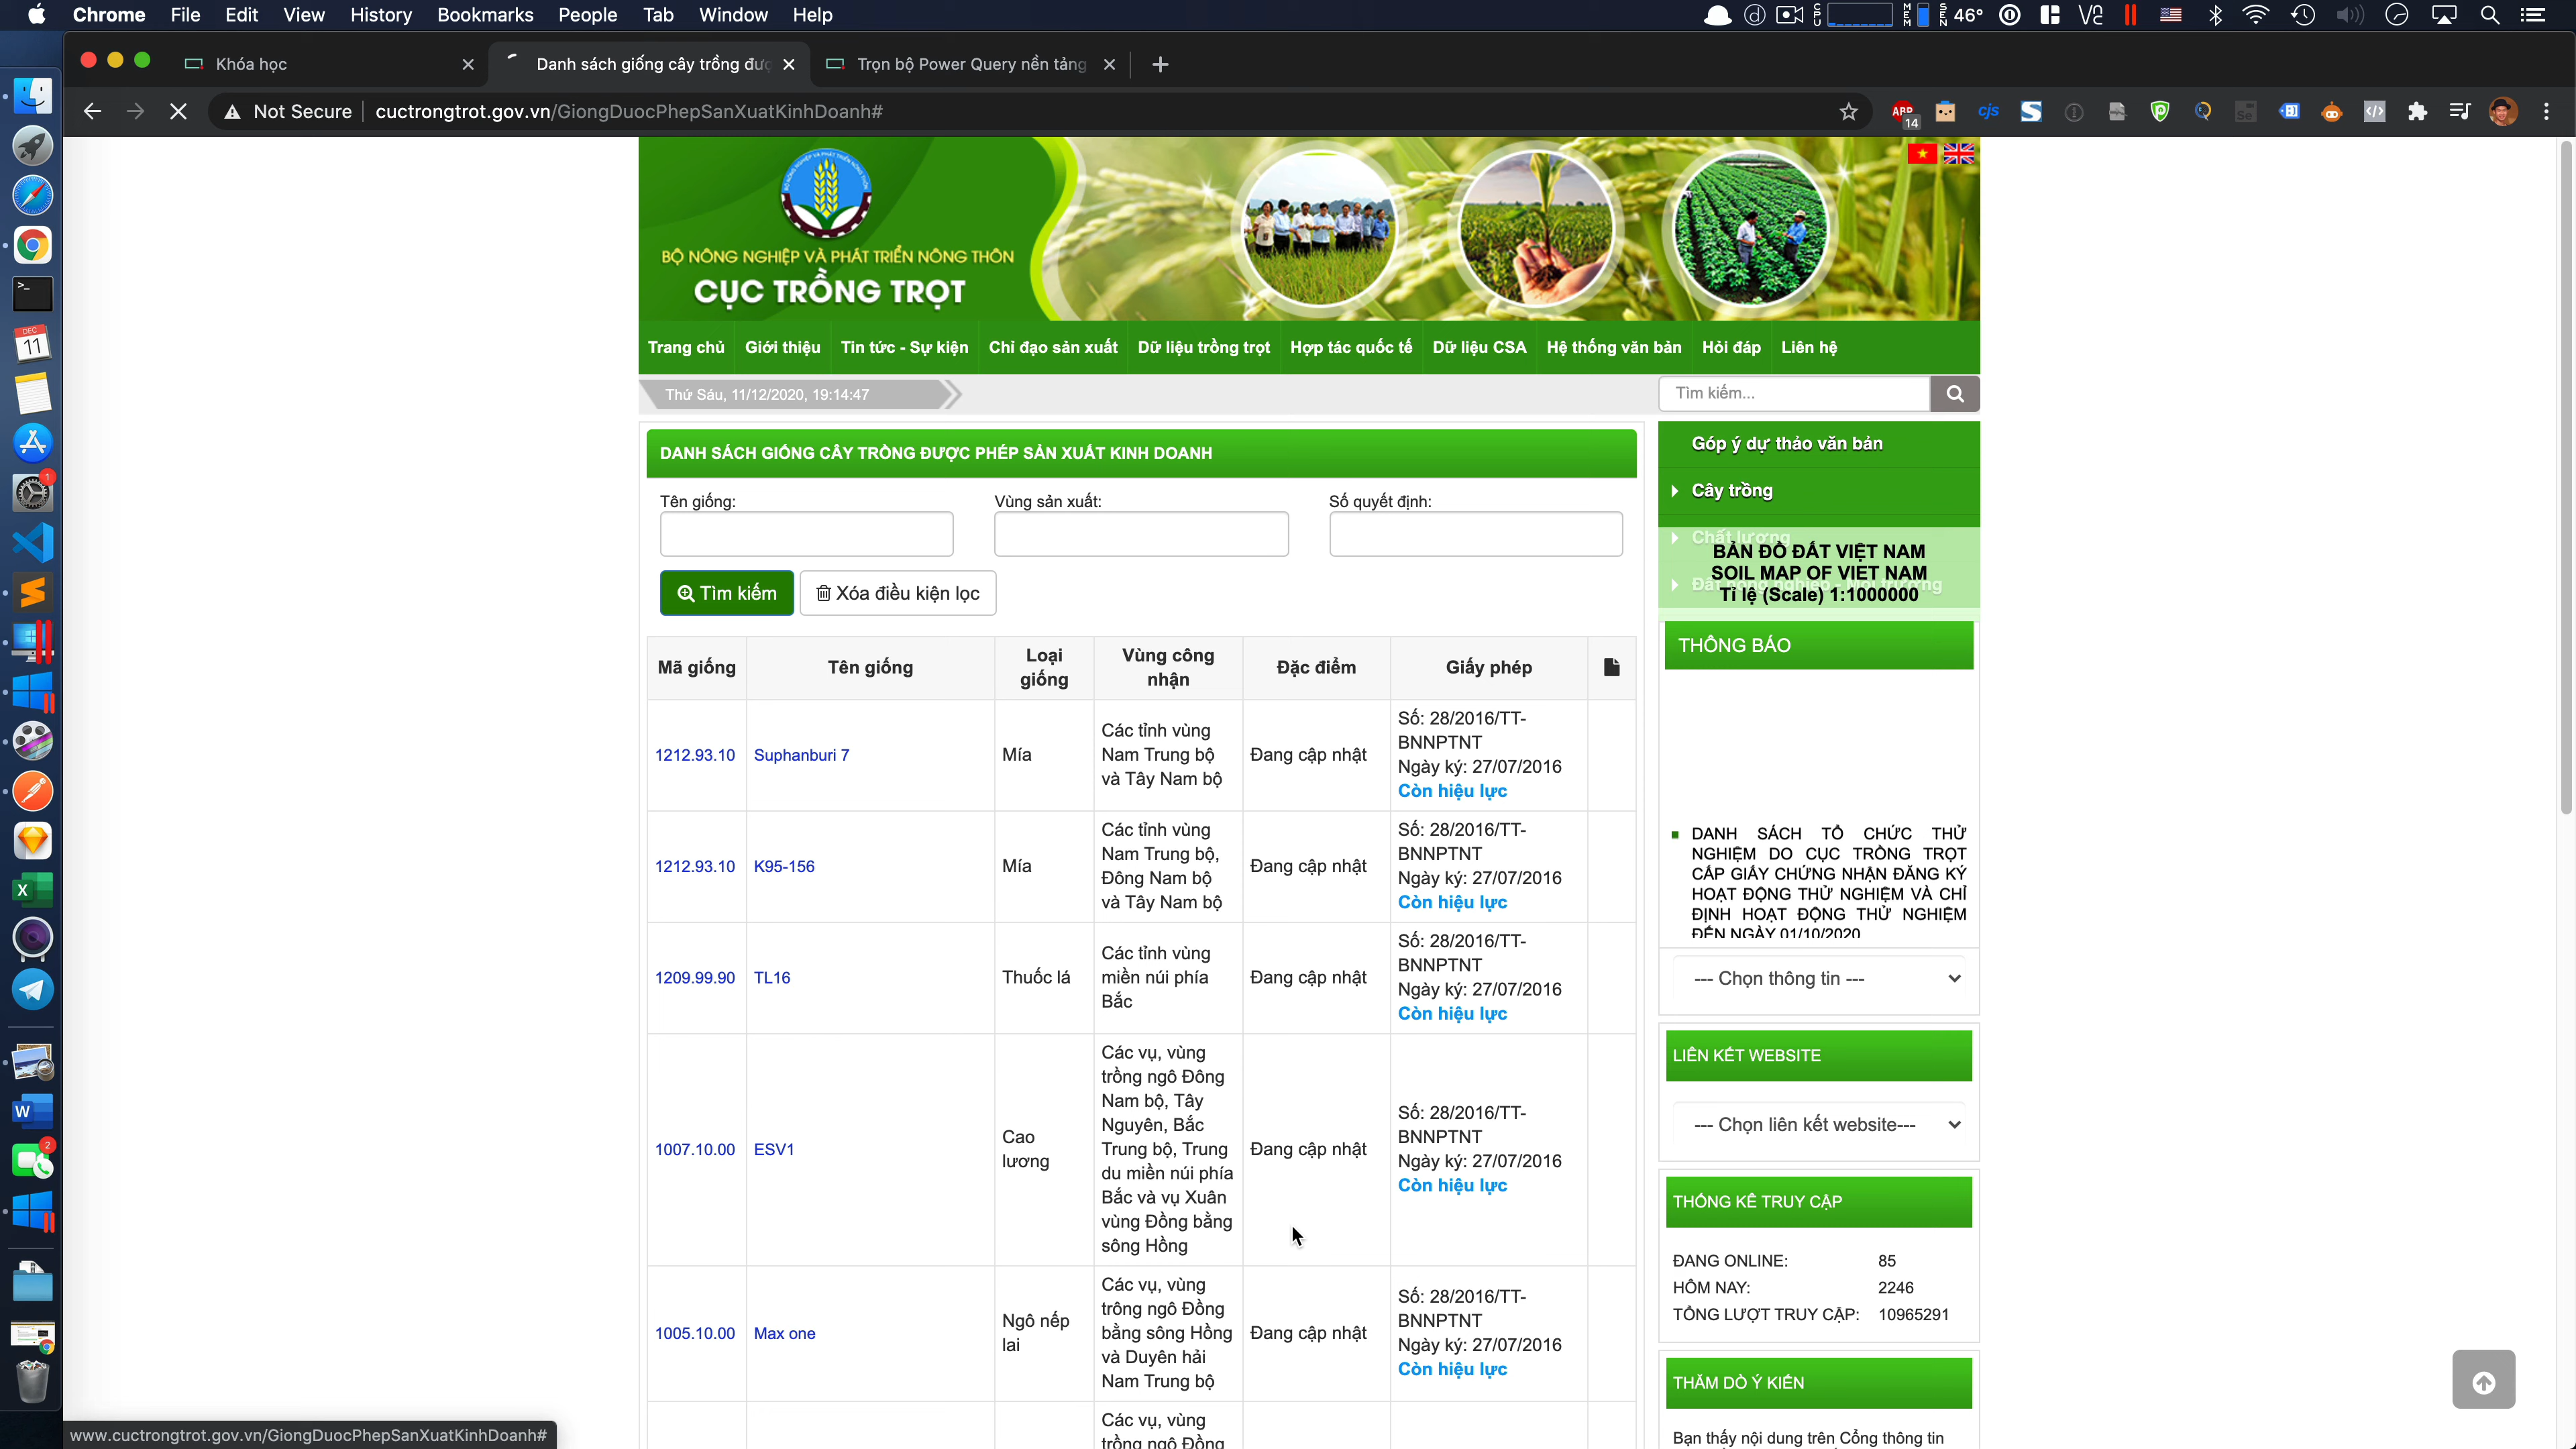 Chrome File Edit View History Bookmarks People Tab Window Help
CPU MEM SEN 46°
Khóa học
Danh sách giống cây trồng đượ
Trọn bộ Power Query nền tảng
Not Secure cuctrongtrot.gov.vn/GiongDuocPhepSanXuatKinhDoanh#
ABP 14
BỘ NÔNG NGHIỆP VÀ PHÁT TRIỂN NÔNG THÔN
CỤC TRỒNG TRỌT
Trang chủ Giới thiệu Tin tức - Sự kiện Chỉ đạo sản xuất Dữ liệu trồng trọt Hợp tác quốc tế Dữ liệu CSA Hệ thống văn bản Hỏi đáp Liên hệ
Thứ Sáu, 11/12/2020, 19:14:47
Tìm kiếm...
DANH SÁCH GIỐNG CÂY TRỒNG ĐƯỢC PHÉP SẢN XUẤT KINH DOANH
Tên giống: Vùng sản xuất: Số quyết định:
Tìm kiếm Xóa điều kiện lọc
Mã giống Tên giống Loại giống Vùng công nhận Đặc điểm Giấy phép
1212.93.10 Suphanburi 7 Mía
Các tỉnh vùng
Nam Trung bộ
và Tây Nam bộ
Đang cập nhật
Số: 28/2016/TT-
BNNPTNT
Ngày ký: 27/07/2016
Còn hiệu lực
1212.93.10 K95-156 Mía
Các tỉnh vùng
Nam Trung bộ,
Đông Nam bộ
và Tây Nam bộ
Đang cập nhật
Số: 28/2016/TT-
BNNPTNT
Ngày ký: 27/07/2016
Còn hiệu lực
1209.99.90 TL16 Thuốc lá
Các tỉnh vùng
miền núi phía
Bắc
Đang cập nhật
Số: 28/2016/TT-
BNNPTNT
Ngày ký: 27/07/2016
Còn hiệu lực
1007.10.00 ESV1
Cao
lương
Các vụ, vùng
trồng ngô Đông
Nam bộ, Tây
Nguyên, Bắc
Trung bộ, Trung
du miền núi phía
Bắc và vụ Xuân
vùng Đồng bằng
sông Hồng
Đang cập nhật
Số: 28/2016/TT-
BNNPTNT
Ngày ký: 27/07/2016
Còn hiệu lực
1005.10.00 Max one
Ngô nếp
lai
Các vụ, vùng
trông ngô Đồng
bằng sông Hồng
và Duyên hải
Nam Trung bộ
Đang cập nhật
Số: 28/2016/TT-
BNNPTNT
Ngày ký: 27/07/2016
Còn hiệu lực
Các vụ, vùng
trồng ngô Đồng
Góp ý dự thảo văn bản
Cây trồng
Chất lượng
BẢN ĐỒ ĐẤT VIỆT NAM
SOIL MAP OF VIET NAM
Tỉ lệ (Scale) 1:1000000
THÔNG BÁO
DANH SÁCH TỔ CHỨC THỬ
NGHIỆM DO CỤC TRỒNG TRỌT
CẤP GIẤY CHỨNG NHẬN ĐĂNG KÝ
HOẠT ĐỘNG THỬ NGHIỆM VÀ CHỈ
ĐỊNH HOẠT ĐỘNG THỬ NGHIỆM
ĐẾN NGÀY 01/10/2020
--- Chọn thông tin ---
LIÊN KẾT WEBSITE
--- Chọn liên kết website---
THỐNG KÊ TRUY CẬP
ĐANG ONLINE: 85
HÔM NAY: 2246
TỔNG LƯỢT TRUY CẬP: 10965291
THĂM DÒ Ý KIẾN
Bạn thấy nội dung trên Cổng thông tin
www.cuctrongtrot.gov.vn/GiongDuocPhepSanXuatKinhDoanh#
DEC
11
1
2